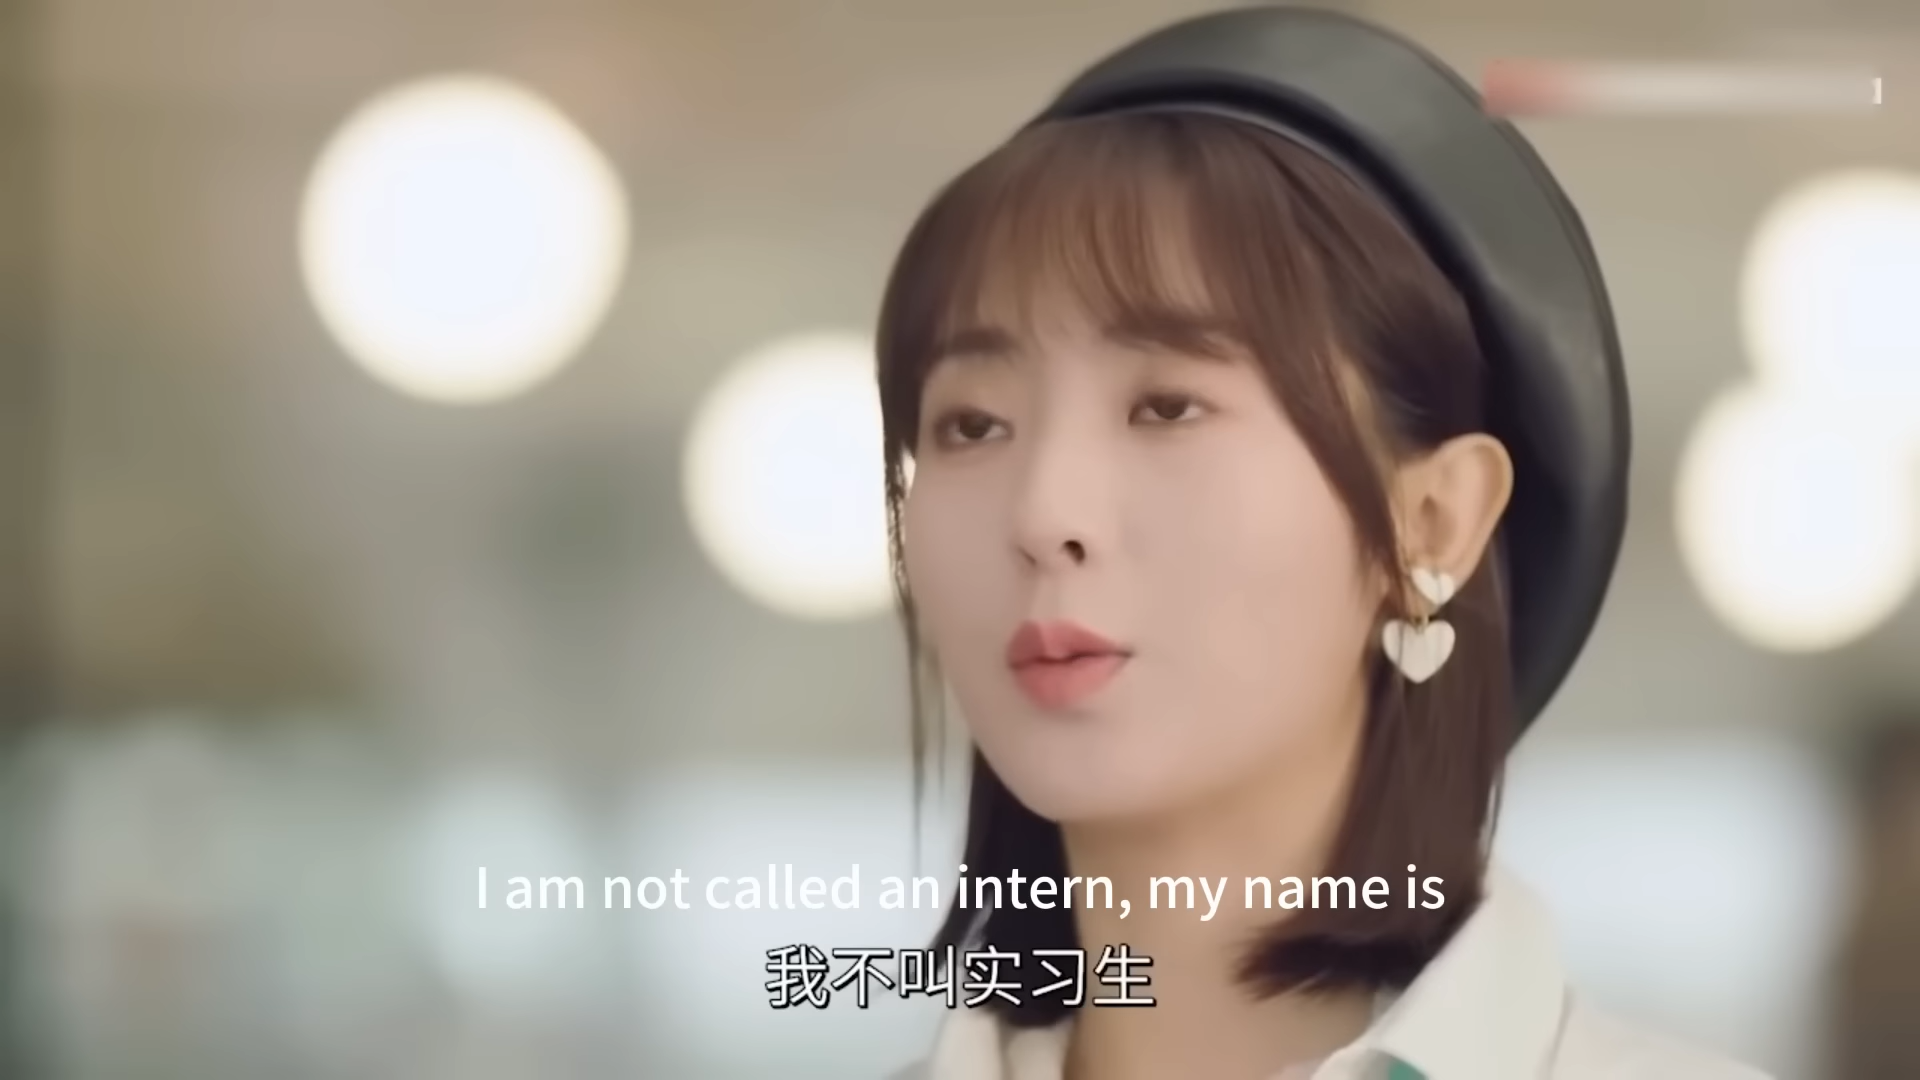 I am not called an intern, my name is
我不叫实习生